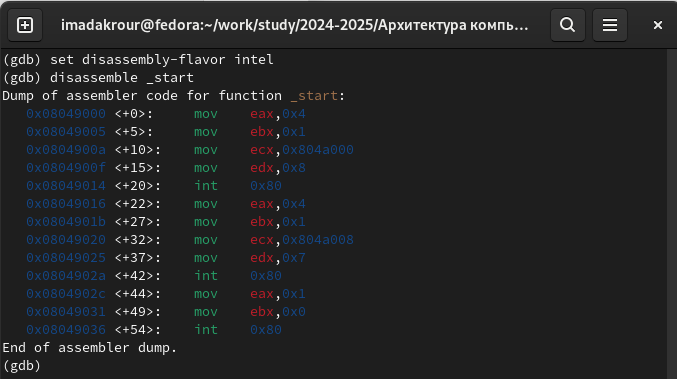 imadakrour@fedora:~/work/study/2024-2025/Архитектура компь...
(gdb) set disassembly-flavor intel
(gdb) disassemble _start
Dump of assembler code for function _start:
   0x08049000 <+0>:     mov    eax,0x4
   0x08049005 <+5>:     mov    ebx,0x1
   0x0804900a <+10>:    mov    ecx,0x804a000
   0x0804900f <+15>:    mov    edx,0x8
   0x08049014 <+20>:    int    0x80
   0x08049016 <+22>:    mov    eax,0x4
   0x0804901b <+27>:    mov    ebx,0x1
   0x08049020 <+32>:    mov    ecx,0x804a008
   0x08049025 <+37>:    mov    edx,0x7
   0x0804902a <+42>:    int    0x80
   0x0804902c <+44>:    mov    eax,0x1
   0x08049031 <+49>:    mov    ebx,0x0
   0x08049036 <+54>:    int    0x80
End of assembler dump.
(gdb)